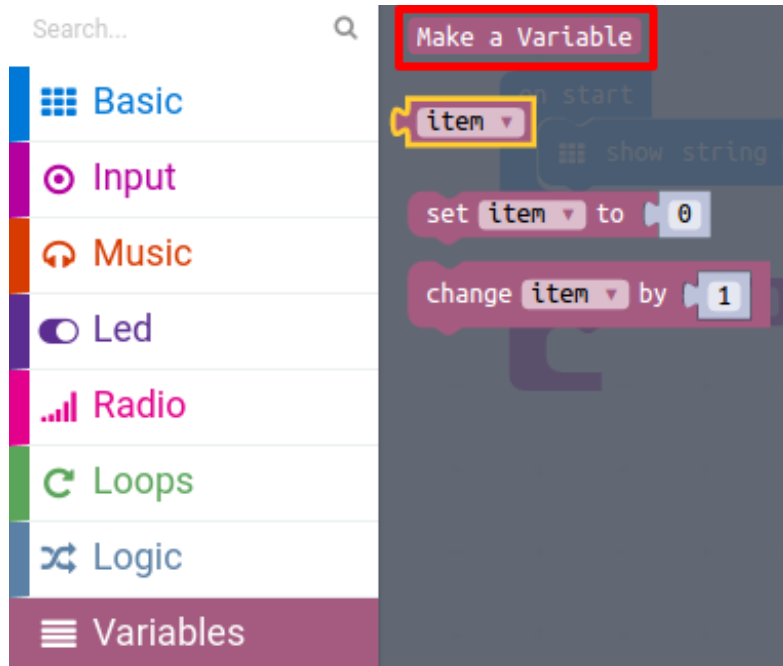 Search...
Basic
Input
Music
Led
Radio
Loops
Logic
Variables
Make a Variable
on start
item
show string
set item to 0
change item by 1